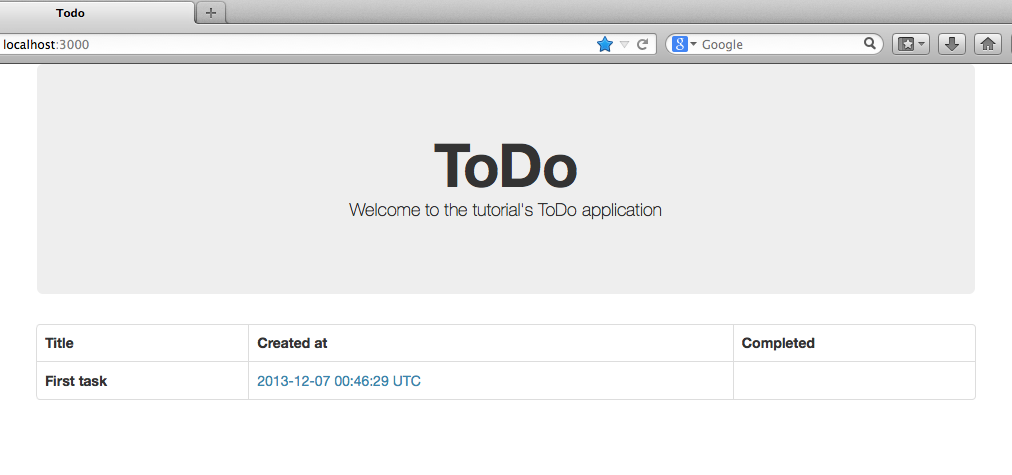 Todo
localhost:3000
Google
ToDo
Welcome to the tutorial's ToDo application
Title Created at Completed
First task 2013-12-07 00:46:29 UTC